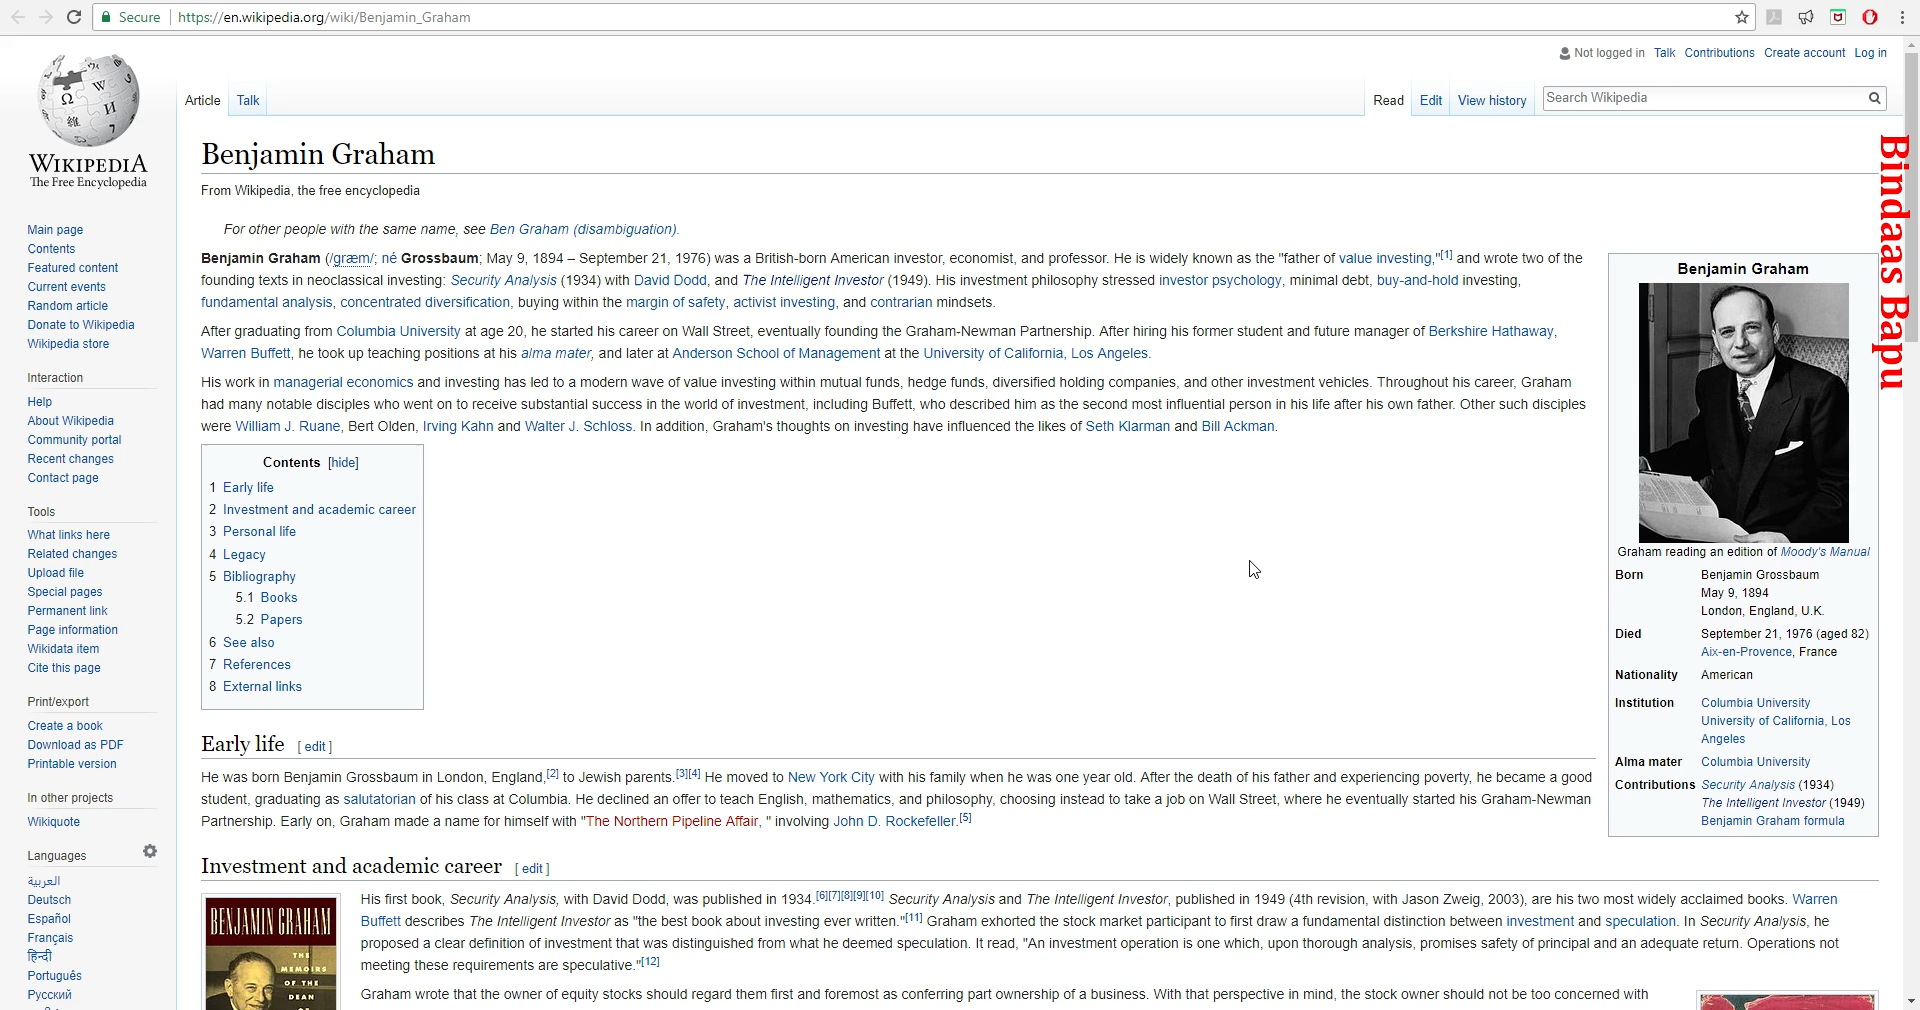 Secure | https://en.wikipedia.org/wiki/Benjamin_Graham
Not logged in Talk Contributions Create account Log in
Article Talk Read Edit View history Search Wikipedia
WIKIPEDIA
The Free Encyclopedia
Main page
Contents
Featured content
Current events
Random article
Donate to Wikipedia
Wikipedia store
Interaction
Help
About Wikipedia
Community portal
Recent changes
Contact page
Tools
What links here
Related changes
Upload file
Special pages
Permanent link
Page information
Wikidata item
Cite this page
Print/export
Create a book
Download as PDF
Printable version
In other projects
Wikiquote
Languages
العربية
Deutsch
Español
Français
हिन्दी
Português
Русский
Benjamin Graham
From Wikipedia, the free encyclopedia
For other people with the same name, see Ben Graham (disambiguation).
Benjamin Graham (/ɡræm/; né Grossbaum; May 9, 1894 – September 21, 1976) was a British-born American investor, economist, and professor. He is widely known as the "father of value investing,"[1] and wrote two of the
founding texts in neoclassical investing: Security Analysis (1934) with David Dodd, and The Intelligent Investor (1949). His investment philosophy stressed investor psychology, minimal debt, buy-and-hold investing,
fundamental analysis, concentrated diversification, buying within the margin of safety, activist investing, and contrarian mindsets.
After graduating from Columbia University at age 20, he started his career on Wall Street, eventually founding the Graham-Newman Partnership. After hiring his former student and future manager of Berkshire Hathaway,
Warren Buffett, he took up teaching positions at his alma mater, and later at Anderson School of Management at the University of California, Los Angeles.
His work in managerial economics and investing has led to a modern wave of value investing within mutual funds, hedge funds, diversified holding companies, and other investment vehicles. Throughout his career, Graham
had many notable disciples who went on to receive substantial success in the world of investment, including Buffett, who described him as the second most influential person in his life after his own father. Other such disciples
were William J. Ruane, Bert Olden, Irving Kahn and Walter J. Schloss. In addition, Graham's thoughts on investing have influenced the likes of Seth Klarman and Bill Ackman.
Contents [hide]
1 Early life
2 Investment and academic career
3 Personal life
4 Legacy
5 Bibliography
5.1 Books
5.2 Papers
6 See also
7 References
8 External links
Early life [ edit ]
He was born Benjamin Grossbaum in London, England,[2] to Jewish parents.[3][4] He moved to New York City with his family when he was one year old. After the death of his father and experiencing poverty, he became a good
student, graduating as salutatorian of his class at Columbia. He declined an offer to teach English, mathematics, and philosophy, choosing instead to take a job on Wall Street, where he eventually started his Graham-Newman
Partnership. Early on, Graham made a name for himself with "The Northern Pipeline Affair, " involving John D. Rockefeller.[5]
Investment and academic career [ edit ]
BENJAMIN GRAHAM
THE
MEMOIRS
OF THE
DEAN
OF
His first book, Security Analysis, with David Dodd, was published in 1934.[6][7][8][9][10] Security Analysis and The Intelligent Investor, published in 1949 (4th revision, with Jason Zweig, 2003), are his two most widely acclaimed books. Warren
Buffett describes The Intelligent Investor as "the best book about investing ever written."[11] Graham exhorted the stock market participant to first draw a fundamental distinction between investment and speculation. In Security Analysis, he
proposed a clear definition of investment that was distinguished from what he deemed speculation. It read, "An investment operation is one which, upon thorough analysis, promises safety of principal and an adequate return. Operations not
meeting these requirements are speculative."[12]
Graham wrote that the owner of equity stocks should regard them first and foremost as conferring part ownership of a business. With that perspective in mind, the stock owner should not be too concerned with
Benjamin Graham
Graham reading an edition of Moody's Manual
Born Benjamin Grossbaum
May 9, 1894
London, England, U.K.
Died September 21, 1976 (aged 82)
Aix-en-Provence, France
Nationality American
Institution Columbia University
University of California, Los
Angeles
Alma mater Columbia University
Contributions Security Analysis (1934)
The Intelligent Investor (1949)
Benjamin Graham formula
Bindaas Bapu